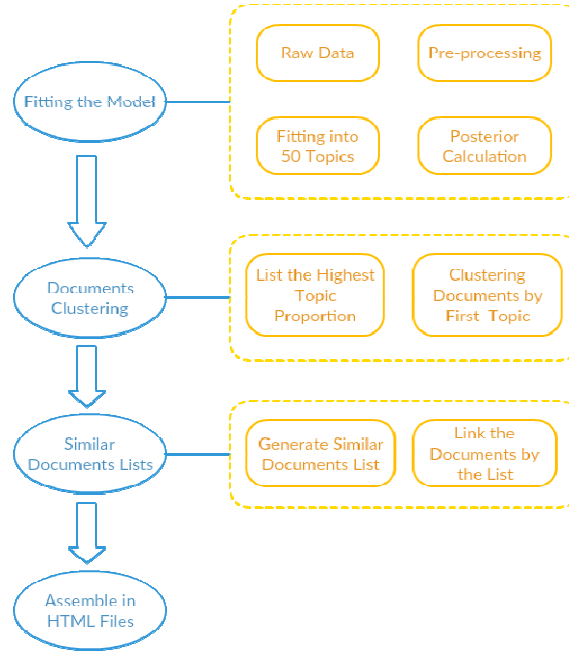 Fitting the Model
Raw Data
Pre-processing
Fitting into
50 Topics
Posterior
Calculation
Documents
Clustering
List the Highest
Topic
Proportion
Clustering
Documents by
First Topic
Similar
Documents Lists
Generate Similar
Documents List
Link the
Documents by
the List
Assemble in
HTML Files